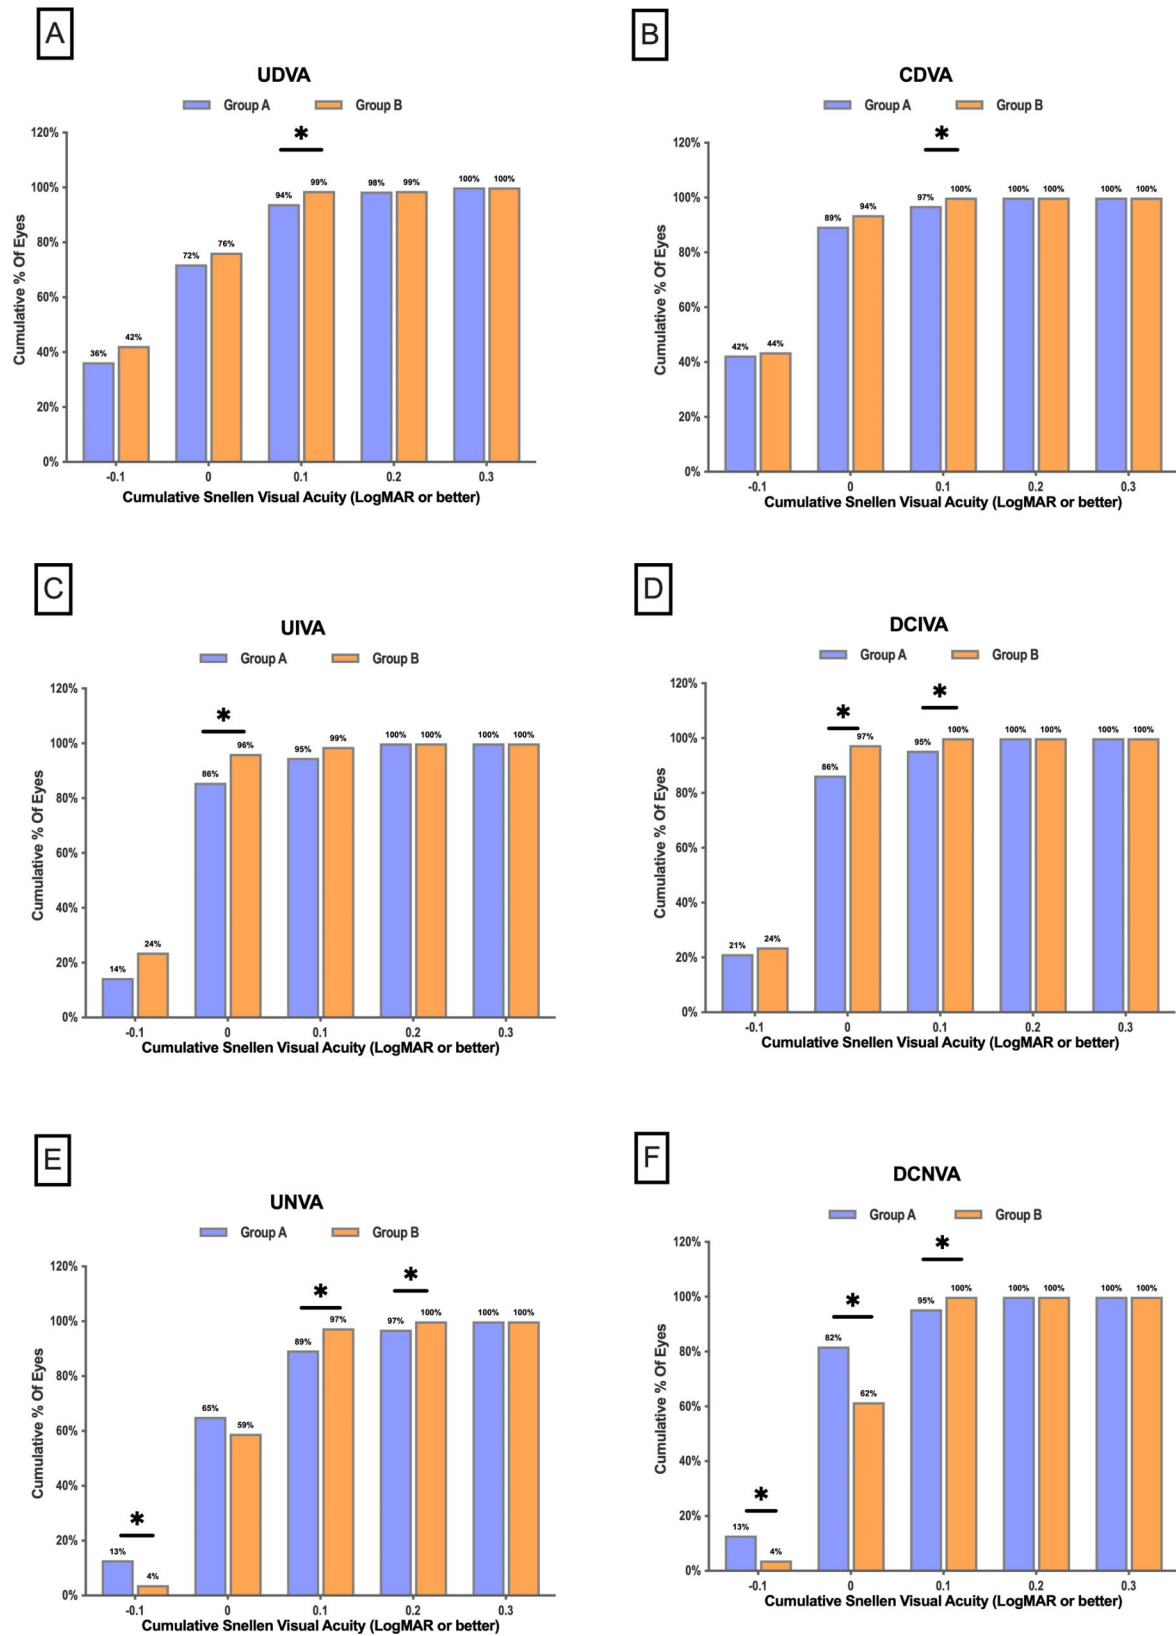 A
UDVA
Group A Group B
*
120%
100%
80%
60%
40%
20%
0%
Cumulative % Of Eyes
36% 42% 72% 76% 94% 99% 98% 99% 100% 100%
-0.1 0 0.1 0.2 0.3
Cumulative Snellen Visual Acuity (LogMAR or better)
B
CDVA
Group A Group B
*
120%
100%
80%
60%
40%
20%
0%
Cumulative % Of Eyes
42% 44% 89% 94% 97% 100% 100% 100% 100% 100%
-0.1 0 0.1 0.2 0.3
Cumulative Snellen Visual Acuity (LogMAR or better)
C
UIVA
Group A Group B
*
120%
100%
80%
60%
40%
20%
0%
Cumulative % Of Eyes
14% 24% 86% 96% 95% 99% 100% 100% 100% 100%
-0.1 0 0.1 0.2 0.3
Cumulative Snellen Visual Acuity (LogMAR or better)
D
DCIVA
Group A Group B
* *
120%
100%
80%
60%
40%
20%
0%
Cumulative % Of Eyes
21% 24% 86% 97% 95% 100% 100% 100% 100% 100%
-0.1 0 0.1 0.2 0.3
Cumulative Snellen Visual Acuity (LogMAR or better)
E
UNVA
Group A Group B
* * *
120%
100%
80%
60%
40%
20%
0%
Cumulative % Of Eyes
13% 4% 65% 59% 89% 97% 97% 100% 100% 100%
-0.1 0 0.1 0.2 0.3
Cumulative Snellen Visual Acuity (LogMAR or better)
F
DCNVA
Group A Group B
* * *
120%
100%
80%
60%
40%
20%
0%
Cumulative % Of Eyes
13% 4% 82% 62% 95% 100% 100% 100% 100% 100%
-0.1 0 0.1 0.2 0.3
Cumulative Snellen Visual Acuity (LogMAR or better)